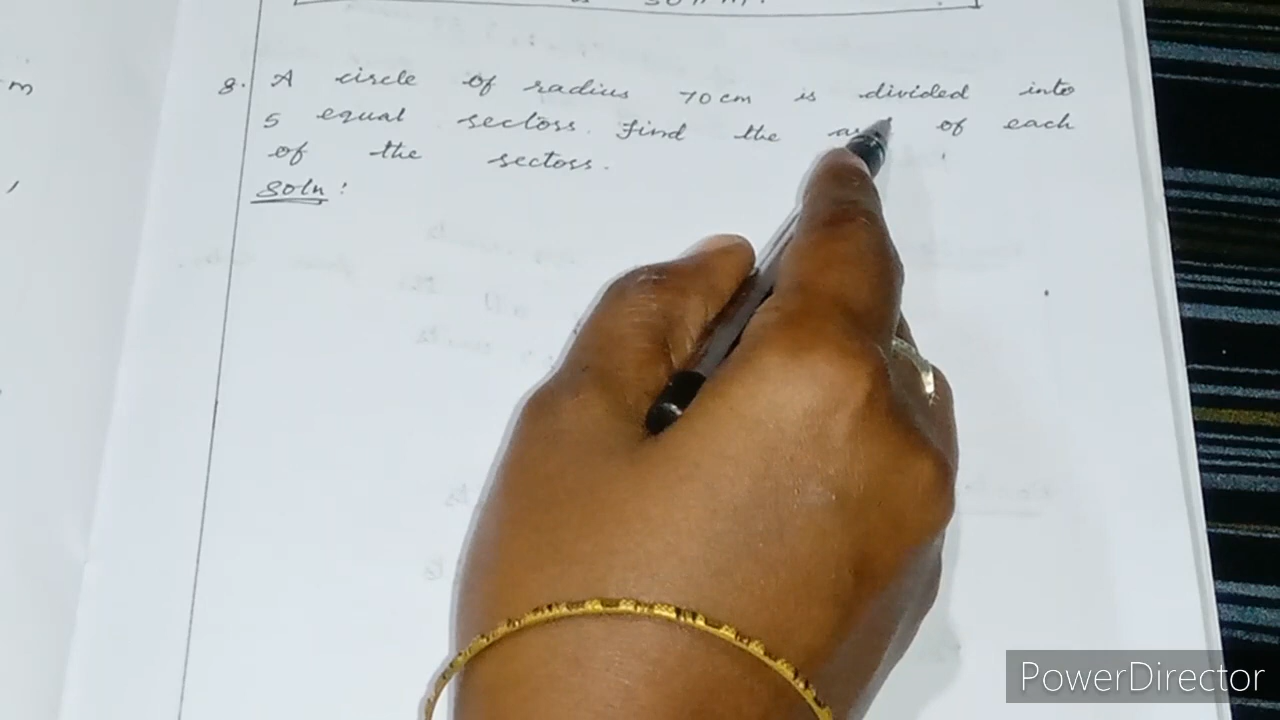 8. A circle of radius 70 cm is divided into
5 equal sectors. Find the of each
of the sectors.
Soln :
m
PowerDirector